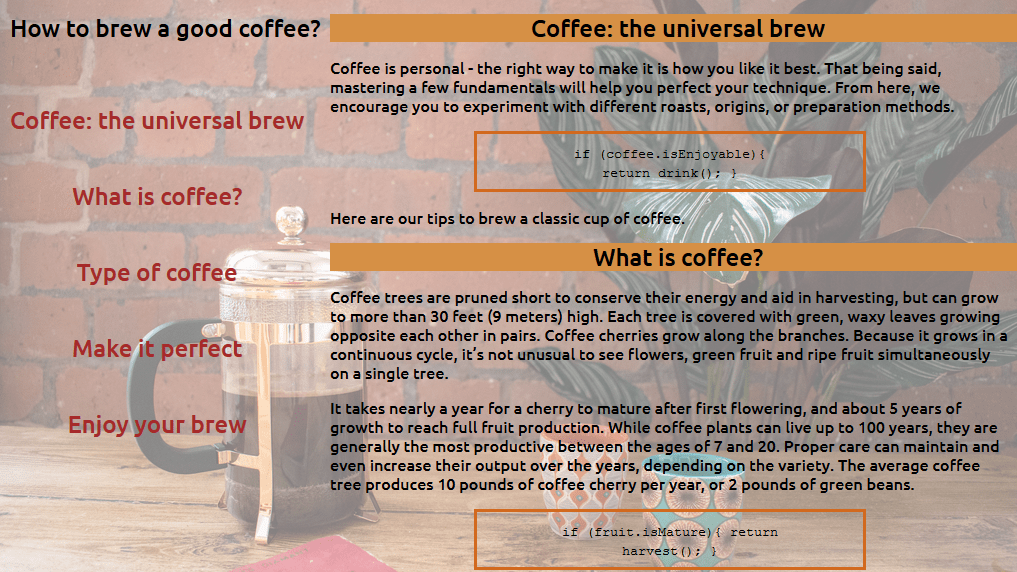 How to brew a good coffee?
Coffee: the universal brew
What is coffee?
Type of coffee
Make it perfect
Enjoy your brew
Coffee: the universal brew
Coffee is personal - the right way to make it is how you like it best. That being said,
mastering a few fundamentals will help you perfect your technique. From here, we
encourage you to experiment with different roasts, origins, or preparation methods.
if (coffee.isEnjoyable){
return drink(); }
Here are our tips to brew a classic cup of coffee.
What is coffee?
Coffee trees are pruned short to conserve their energy and aid in harvesting, but can grow
to more than 30 feet (9 meters) high. Each tree is covered with green, waxy leaves growing
opposite each other in pairs. Coffee cherries grow along the branches. Because it grows in a
continuous cycle, it’s not unusual to see flowers, green fruit and ripe fruit simultaneously
on a single tree.
It takes nearly a year for a cherry to mature after first flowering, and about 5 years of
growth to reach full fruit production. While coffee plants can live up to 100 years, they are
generally the most productive between the ages of 7 and 20. Proper care can maintain and
even increase their output over the years, depending on the variety. The average coffee
tree produces 10 pounds of coffee cherry per year, or 2 pounds of green beans.
if (fruit.isMature){ return
harvest(); }